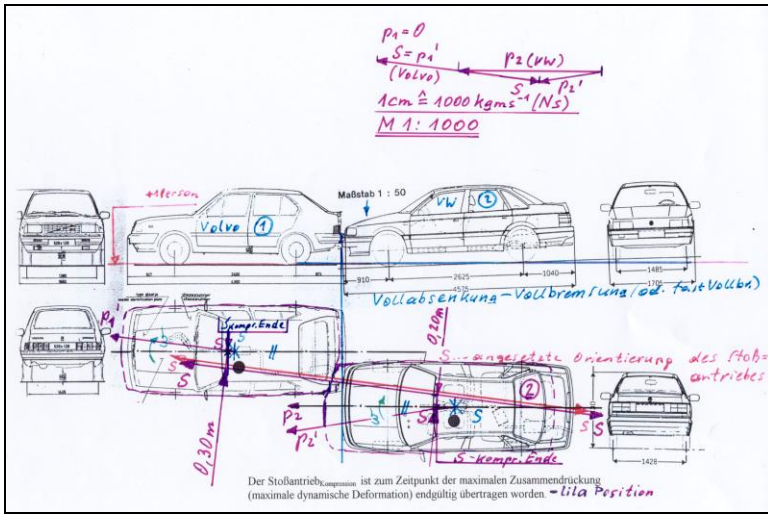 p₁=0
S=p₁'
(Volvo)
p₂(VW)
S p₂'
1cm ≙ 1000 kgms⁻¹(Ns)
M 1:1000
+1Person
Maßstab 1 : 50
Volvo ①
VW ②
910 2625 1040
4575
1485
1705
Vollabsenkung-Vollbremsung (od. fast Vollbr.)
p₁'
S Kompr.Ende
0,20m
S...angesetzte Orientierung des Stoß=
antriebes
S S
S
S
0,30m
p₂
p₂'
S
②
S S
S-Kompr.Ende
1428
Der Stoßantrieb Kompression ist zum Zeitpunkt der maximalen Zusammendrückung
(maximale dynamische Deformation) endgültig übertragen worden. -lila Position